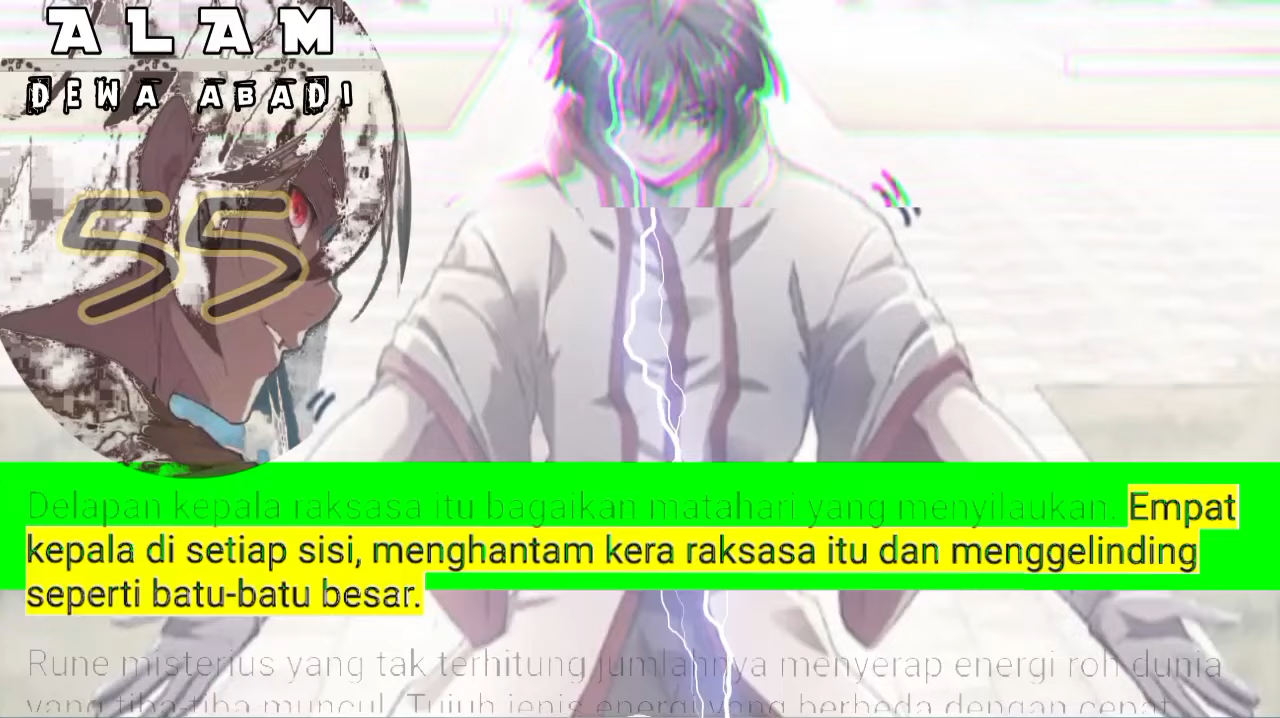 ALAM
DEWA ABADI
55
Delapan kepala raksasa itu bagaikan matahari yang menyilaukan. Empat
kepala di setiap sisi, menghantam kera raksasa itu dan menggelinding
seperti batu-batu besar.
Rune misterius yang tak terhitung jumlahnya menyerap energi roh dunia
yang tiba-tiba muncul. Tujuh jenis energi yang berbeda dengan cepat